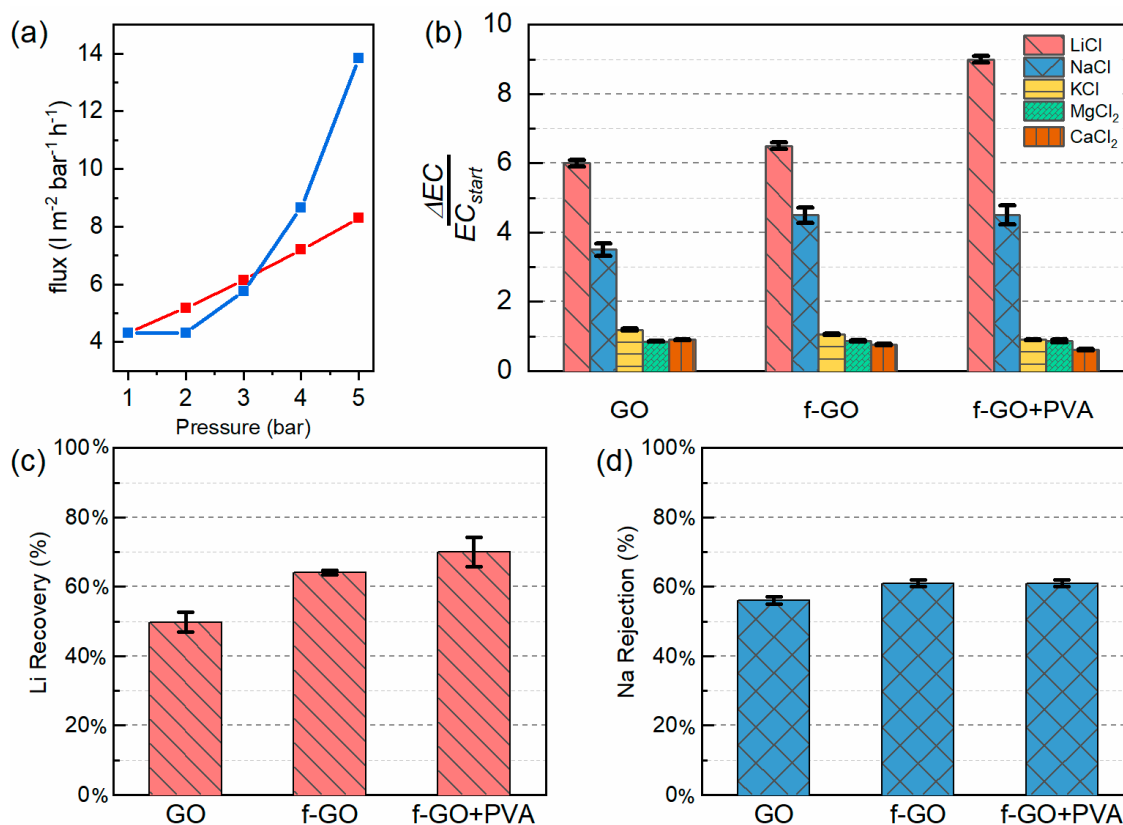 (a)
flux (l m⁻² bar⁻¹ h⁻¹)
14
12
10
8
6
4
1 2 3 4 5
Pressure (bar)
(b)
ΔEC
EC_start
10
8
6
4
2
0
LiCl
NaCl
KCl
MgCl₂
CaCl₂
GO f-GO f-GO+PVA
(c)
Li Recovery (%)
100%
80%
60%
40%
20%
0%
GO f-GO f-GO+PVA
(d)
Na Rejection (%)
100%
80%
60%
40%
20%
0%
GO f-GO f-GO+PVA